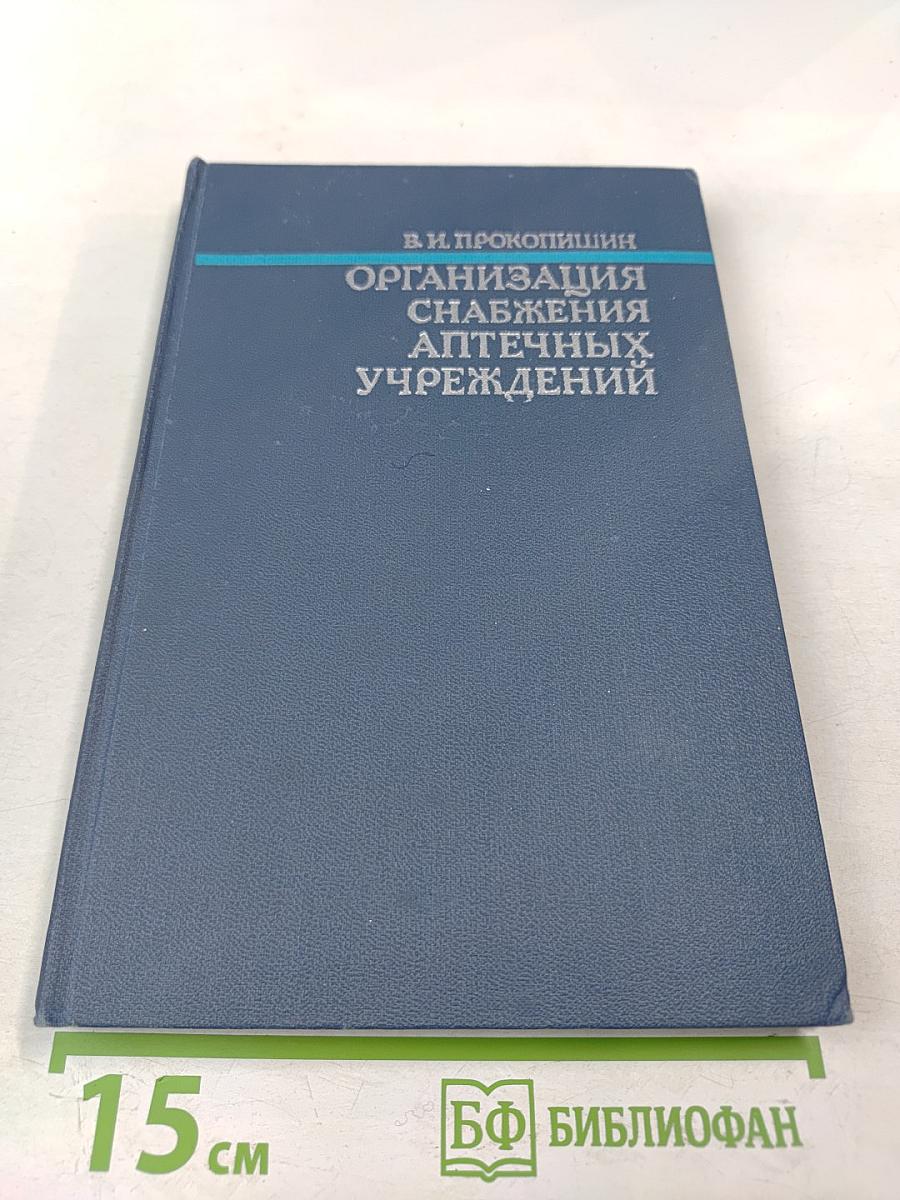 В. И. ПРОКОПИШИН
ОРГАНИЗАЦИЯ
СНАБЖЕНИЯ
АПТЕЧНЫХ
УЧРЕЖДЕНИЙ
15 см
БФ БИБЛИОФАН